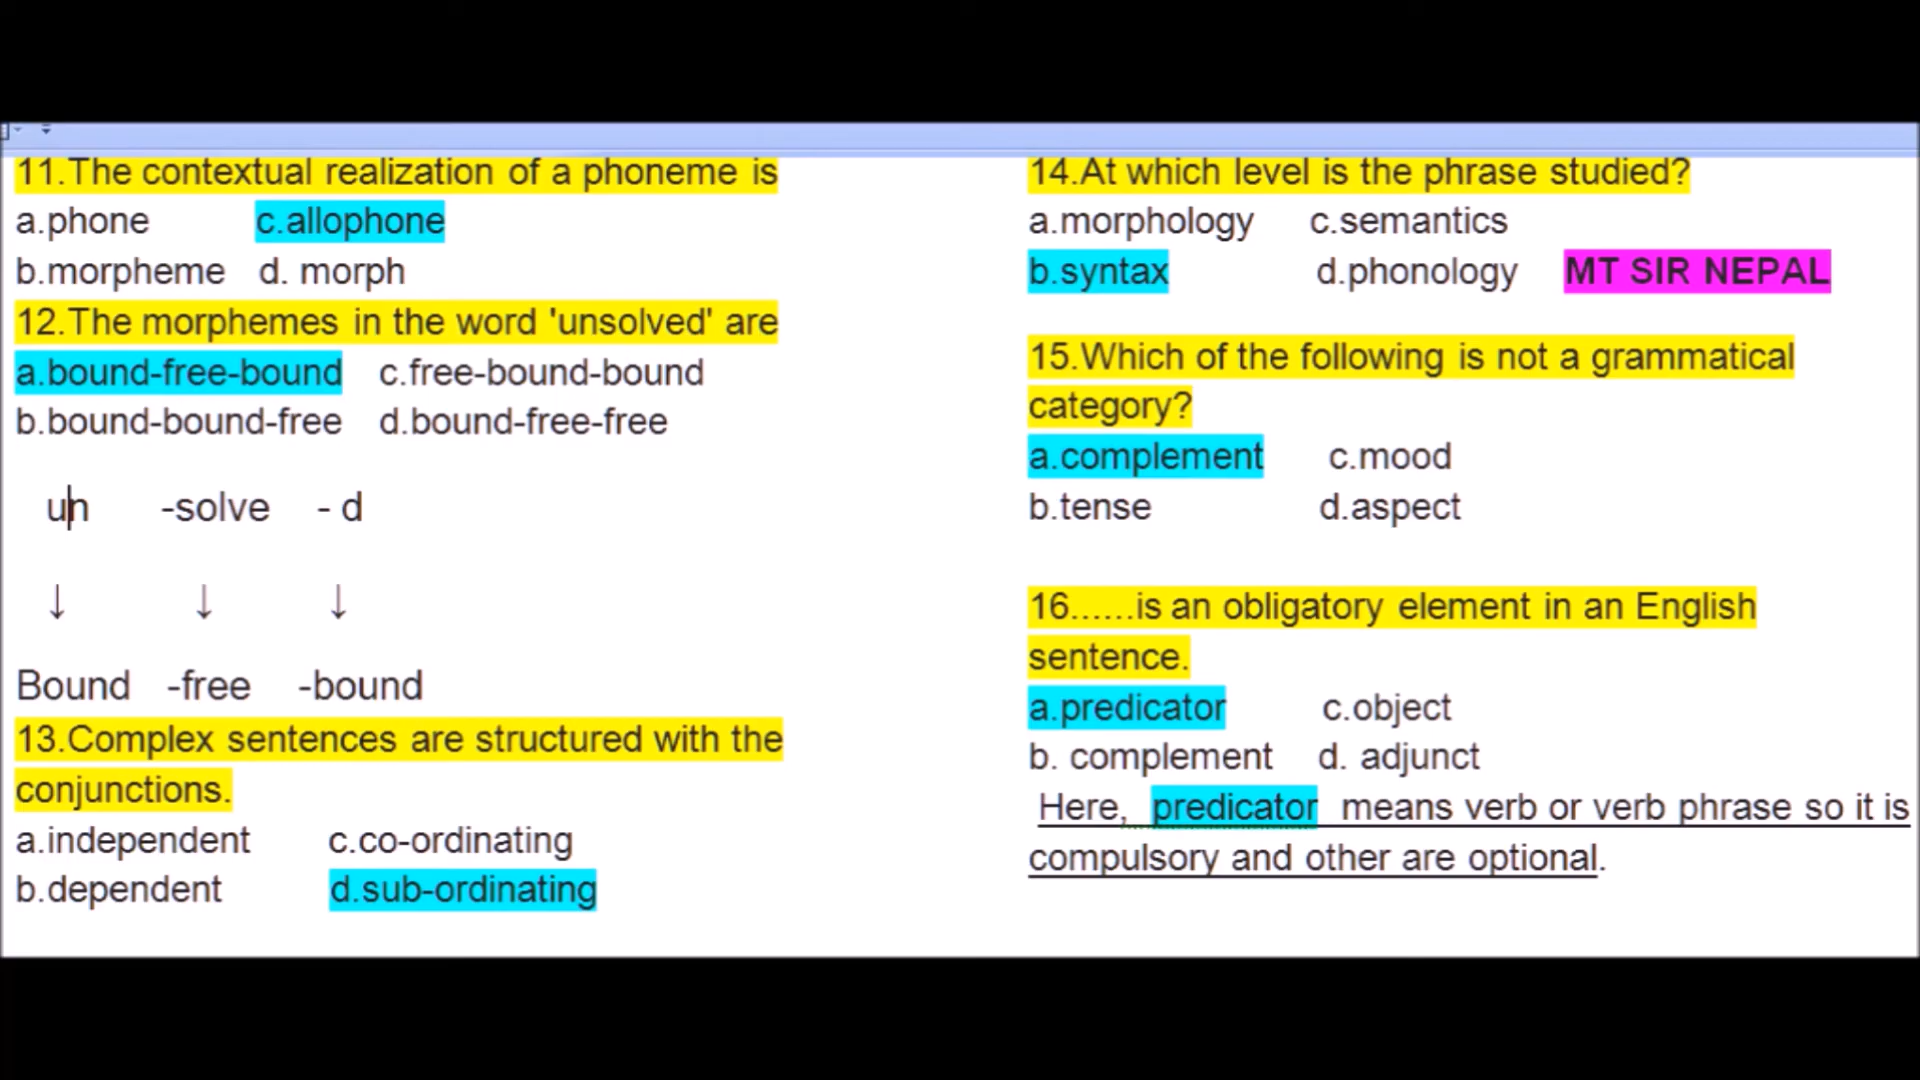 11.The contextual realization of a phoneme is
a.phone c.allophone
b.morpheme d. morph
12.The morphemes in the word 'unsolved' are
a.bound-free-bound c.free-bound-bound
b.bound-bound-free d.bound-free-free
un -solve - d
↓ ↓ ↓
Bound -free -bound
13.Complex sentences are structured with the
conjunctions.
a.independent c.co-ordinating
b.dependent d.sub-ordinating
14.At which level is the phrase studied?
a.morphology c.semantics
b.syntax d.phonology MT SIR NEPAL
15.Which of the following is not a grammatical
category?
a.complement c.mood
b.tense d.aspect
16......is an obligatory element in an English
sentence.
a.predicator c.object
b. complement d. adjunct
Here, predicator means verb or verb phrase so it is
compulsory and other are optional.